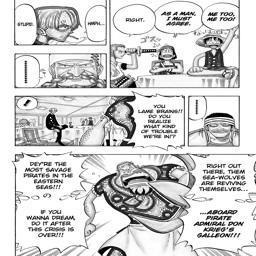 ME TOO,
ME TOO!
AS A MAN,
I MUST
AGREE.
RIGHT.
HMPH...
STUPID.
YOU
LAME BRAINS!!
DO YOU
REALIZE
WHAT
KIND OF
TROUBLE
WE'RE IN!?
RIGHT OUT
THERE, THEM
SEA-WOLVES
ARE REVIVING
THEMSELVES...
...ABOARD
PIRATE
ADMIRAL DON
KRIEG'S
GALLEON!!!
DEY'RE THE
MOST SAVAGE
PIRATES IN THE
EASTERN
SEAS!!!
IF YOU
WANNA DREAM,
DO IT AFTER
THIS CRISIS IS
OVER!!!